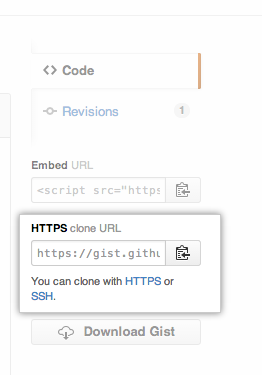 Code
Revisions 1
Embed URL
<script src="https
HTTPS clone URL
https://gist.githu
You can clone with HTTPS or
SSH.
Download Gist